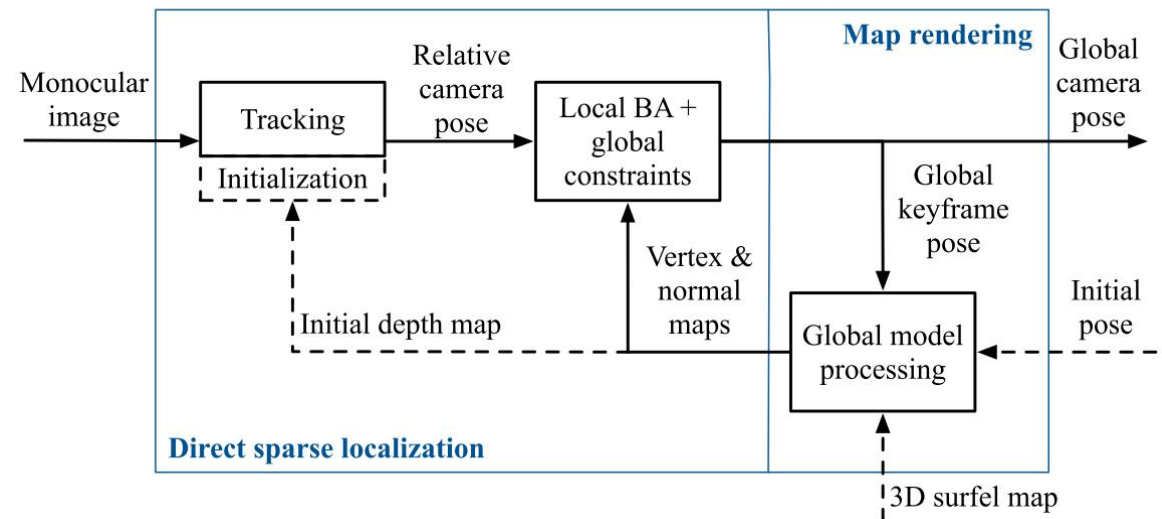 Map rendering
Monocular
image
Tracking
Initialization
Relative
camera
pose
Local BA +
global
constraints
Global
camera
pose
Global
keyframe
pose
Vertex &
normal
maps
Initial depth map
Global model
processing
Initial
pose
Direct sparse localization
3D surfel map